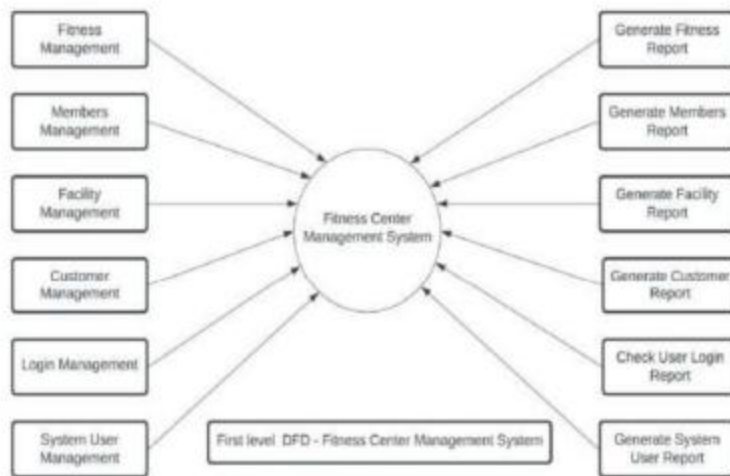 Fitness
Management
Members
Management
Facility
Management
Customer
Management
Login Management
System User
Management
Fitness Center
Management System
Generate Fitness
Report
Generate Members
Report
Generate Facility
Report
Generate Customer
Report
Check User Login
Report
Generate System
User Report
First level DFD - Fitness Center Management System